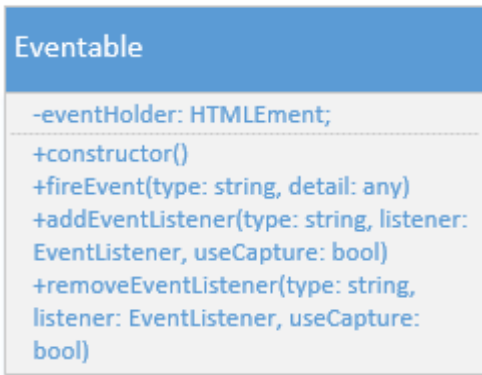 Eventable
-eventHolder: HTMLEment;
+constructor()
+fireEvent(type: string, detail: any)
+addEventListener(type: string, listener:
EventListener, useCapture: bool)
+removeEventListener(type: string,
listener: EventListener, useCapture:
bool)